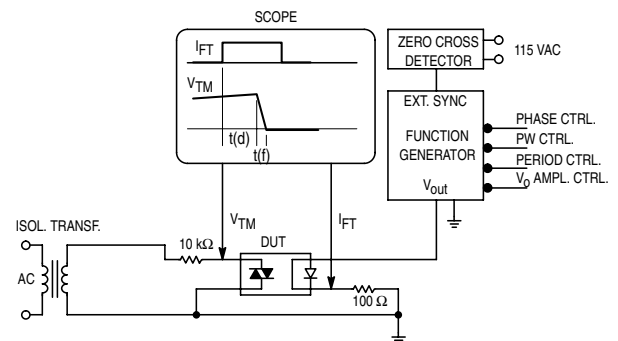 SCOPE
IFT
VTM
t(d)
t(f)
ZERO CROSS
DETECTOR
115 VAC
EXT. SYNC
FUNCTION
GENERATOR
Vout
PHASE CTRL.
PW CTRL.
PERIOD CTRL.
Vo AMPL. CTRL.
ISOL. TRANSF.
AC
10 kΩ
VTM
DUT
IFT
100 Ω